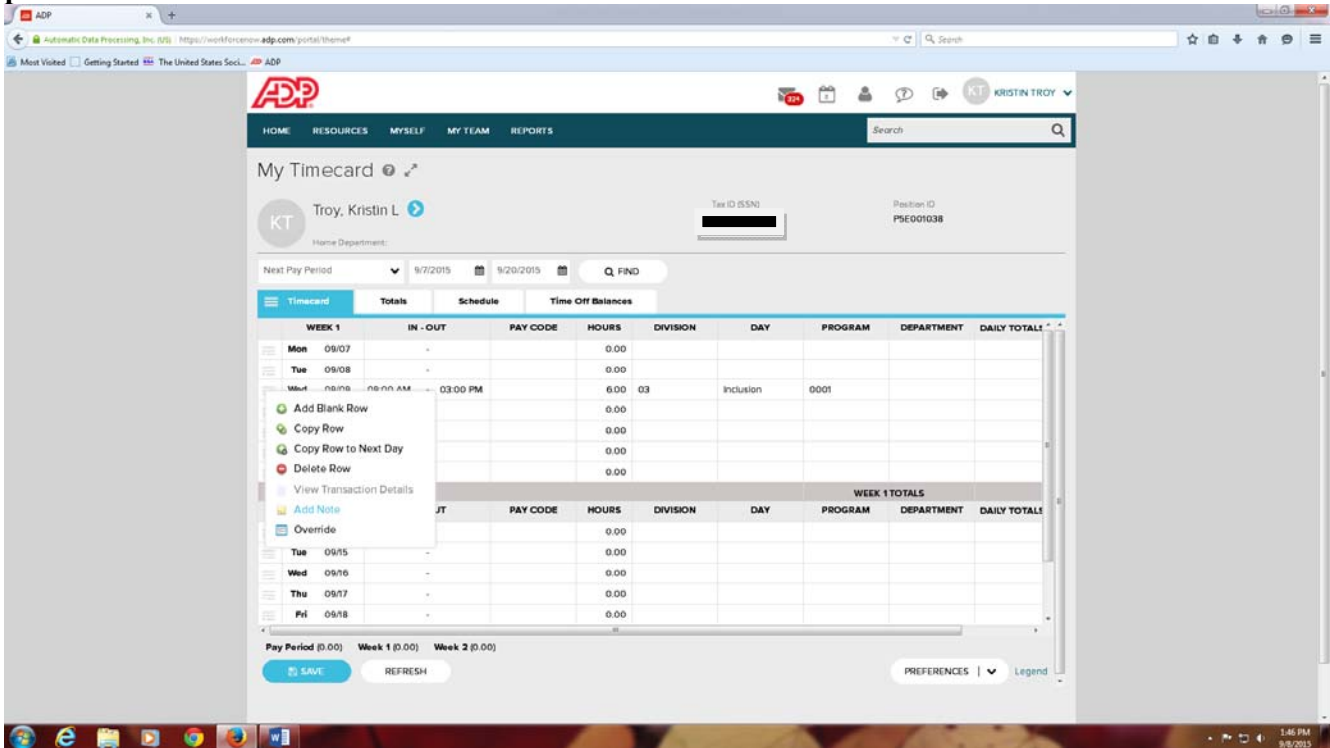 ADP
Automatic Data Processing, Inc. (US) https://workforcenow.adp.com/portal/theme#
Search
Most Visited Getting Started The United States Soci... ADP ADP
ADP
224
KT KRISTIN TROY
HOME RESOURCES MYSELF MY TEAM REPORTS Search
My Timecard
KT
Troy, Kristin L
Home Department:
Tax ID (SSN)
Position ID
P5E001038
Next Pay Period 9/7/2015 9/20/2015 FIND
Timecard Totals Schedule Time Off Balances
WEEK 1 IN - OUT PAY CODE HOURS DIVISION DAY PROGRAM DEPARTMENT DAILY TOTALS
Mon 09/07 - 0.00
Tue 09/08 - 0.00
Wed 09/09 09:00 AM - 03:00 PM 6.00 03 Inclusion 0001
Add Blank Row 0.00
Copy Row 0.00
Copy Row to Next Day 0.00
Delete Row 0.00
View Transaction Details WEEK 1 TOTALS
Add Note UT PAY CODE HOURS DIVISION DAY PROGRAM DEPARTMENT DAILY TOTALS
Override 0.00
Tue 09/15 - 0.00
Wed 09/16 - 0.00
Thu 09/17 - 0.00
Fri 09/18 - 0.00
Pay Period (0.00) Week 1 (0.00) Week 2 (0.00)
SAVE REFRESH PREFERENCES | Legend
1:46 PM
9/8/2015